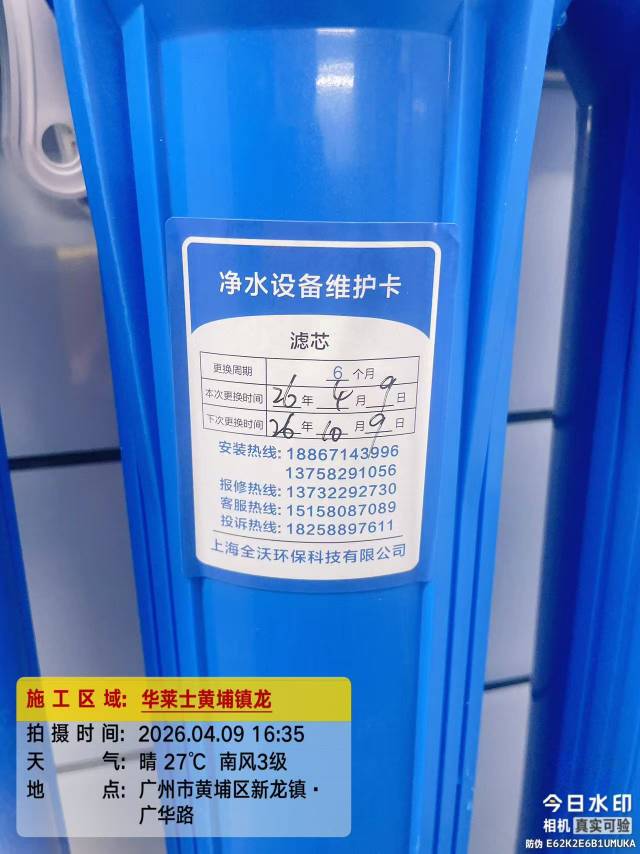 净水设备维护卡
滤芯
更换周期 6 个月
本次更换时间 26 年 4 月 9 日
下次更换时间 26 年 10 月 9 日
安装热线: 18867143996
13758291056
报修热线: 13732292730
客服热线: 15158087089
投诉热线: 18258897611
上海全沃环保科技有限公司
施工区域: 华莱士黄埔镇龙
拍摄时间: 2026.04.09 16:35
天气: 晴 27℃ 南风3级
地点: 广州市黄埔区新龙镇·
广华路
今日水印
相机 真实可验
防伪 E62K2E6B1UMUKA